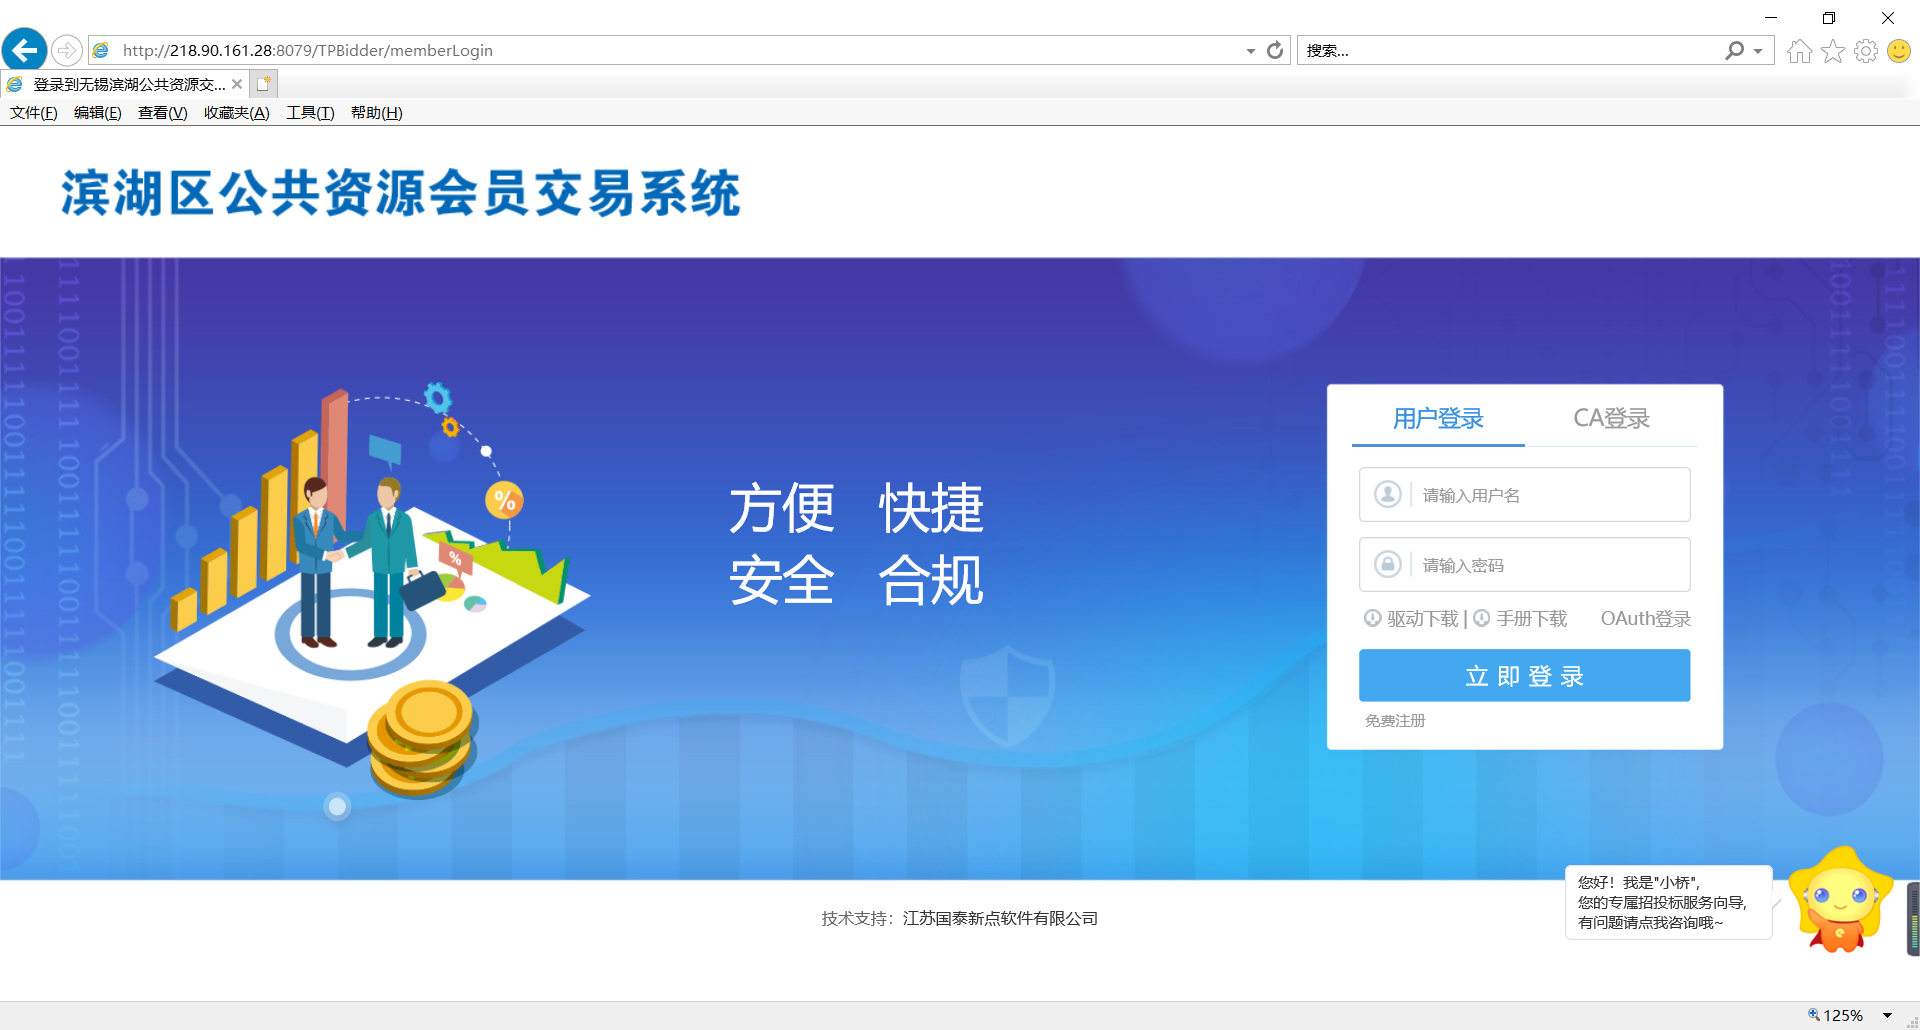 http://218.90.161.28:8079/TPBidder/memberLogin
搜索...
登录到无锡滨湖公共资源交...
文件(F) 编辑(E) 查看(V) 收藏夹(A) 工具(T) 帮助(H)
滨湖区公共资源会员交易系统
方便 快捷
安全 合规
%
%
用户登录 CA登录
请输入用户名
请输入密码
驱动下载 | 手册下载 OAuth登录
立即登录
免费注册
您好！我是"小桥",
您的专属招投标服务向导,
有问题请点我咨询哦~
技术支持：江苏国泰新点软件有限公司
125%